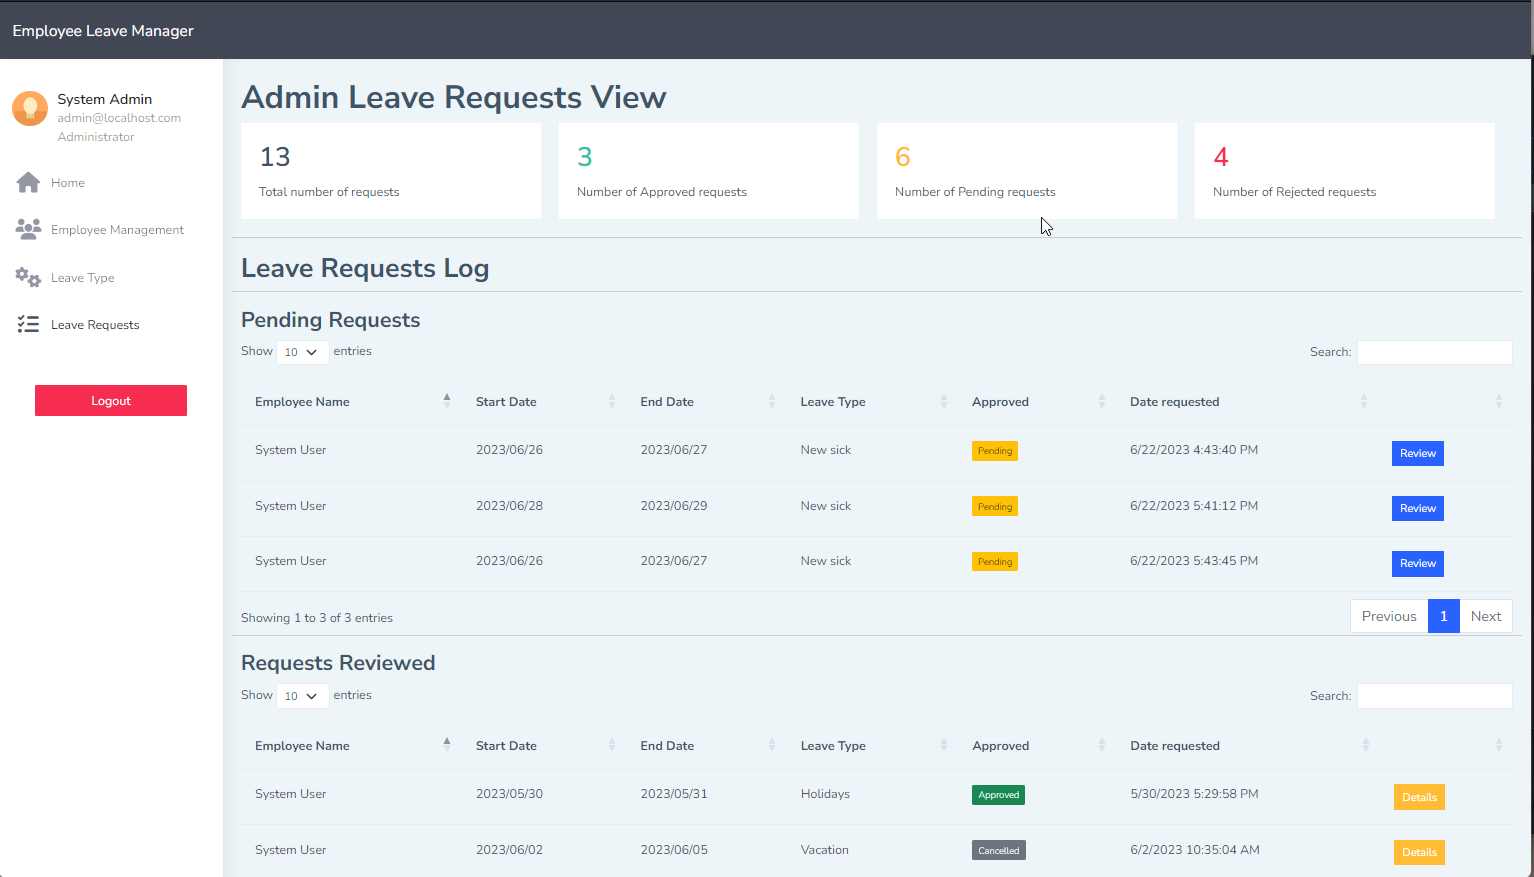 Employee Leave Manager
System Admin
admin@localhost.com
Administrator
Home
Employee Management
Leave Type
Leave Requests
Logout
Admin Leave Requests View
13
Total number of requests
3
Number of Approved requests
6
Number of Pending requests
4
Number of Rejected requests
Leave Requests Log
Pending Requests
Show 10 entries
Search:
Employee Name Start Date End Date Leave Type Approved Date requested
System User 2023/06/26 2023/06/27 New sick Pending 6/22/2023 4:43:40 PM Review
System User 2023/06/28 2023/06/29 New sick Pending 6/22/2023 5:41:12 PM Review
System User 2023/06/26 2023/06/27 New sick Pending 6/22/2023 5:43:45 PM Review
Showing 1 to 3 of 3 entries
Previous 1 Next
Requests Reviewed
Show 10 entries
Search:
Employee Name Start Date End Date Leave Type Approved Date requested
System User 2023/05/30 2023/05/31 Holidays Approved 5/30/2023 5:29:58 PM Details
System User 2023/06/02 2023/06/05 Vacation Cancelled 6/2/2023 10:35:04 AM Details